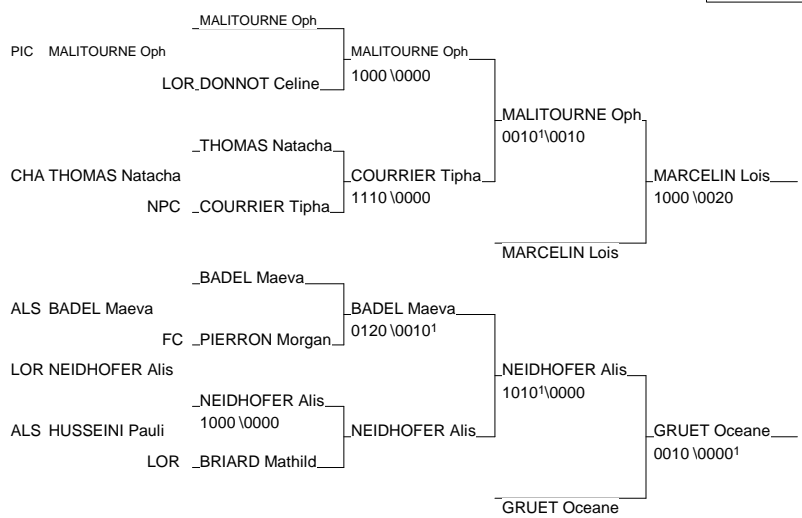 MALITOURNE Oph
PIC MALITOURNE Oph
MALITOURNE Oph
LOR DONNOT Celine
1000 \0000
MALITOURNE Oph
0010¹\0010
THOMAS Natacha
CHA THOMAS Natacha
COURRIER Tipha
MARCELIN Lois
1110 \0000
1000 \0020
NPC COURRIER Tipha
MARCELIN Lois
BADEL Maeva
ALS BADEL Maeva
BADEL Maeva
0120 \0010¹
FC PIERRON Morgan
LOR NEIDHOFER Alis
NEIDHOFER Alis
1010¹\0000
NEIDHOFER Alis
1000 \0000
ALS HUSSEINI Pauli
NEIDHOFER Alis
GRUET Oceane
0010 \0000¹
LOR BRIARD Mathild
GRUET Oceane